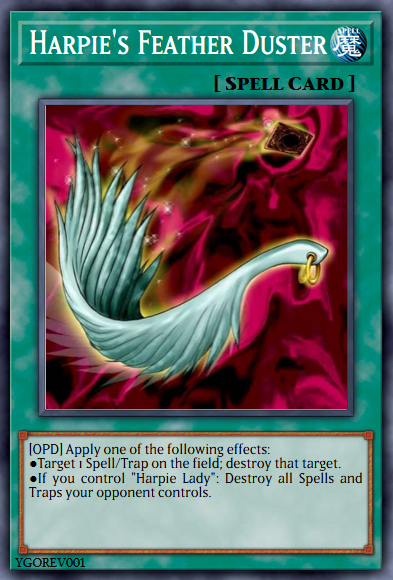 Harpie's Feather Duster
SPELL
魔
[ Spell Card ]
[OPD] Apply one of the following effects:
●Target 1 Spell/Trap on the field; destroy that target.
●If you control "Harpie Lady": Destroy all Spells and
Traps your opponent controls.
YGOREV001